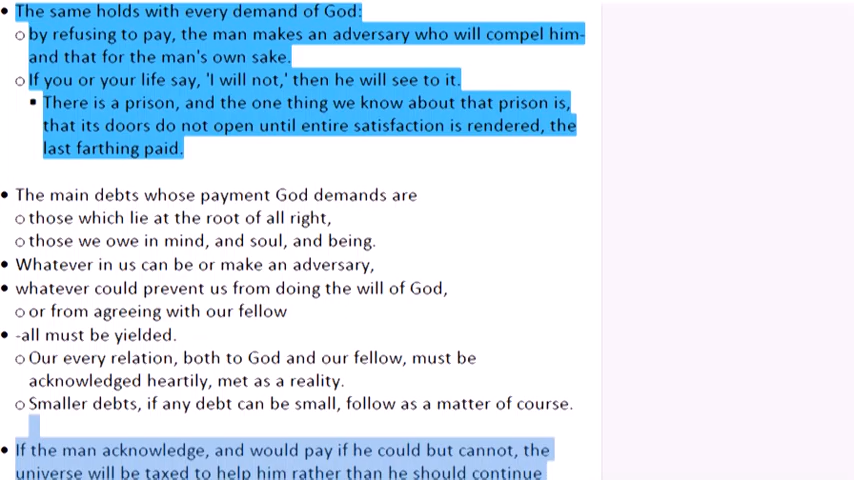 • The same holds with every demand of God:
o by refusing to pay, the man makes an adversary who will compel him-
and that for the man's own sake.
o If you or your life say, 'I will not,' then he will see to it.
▪ There is a prison, and the one thing we know about that prison is,
that its doors do not open until entire satisfaction is rendered, the
last farthing paid.
• The main debts whose payment God demands are
o those which lie at the root of all right,
o those we owe in mind, and soul, and being.
• Whatever in us can be or make an adversary,
• whatever could prevent us from doing the will of God,
o or from agreeing with our fellow
• -all must be yielded.
o Our every relation, both to God and our fellow, must be
acknowledged heartily, met as a reality.
o Smaller debts, if any debt can be small, follow as a matter of course.
• If the man acknowledge, and would pay if he could but cannot, the
universe will be taxed to help him rather than he should continue